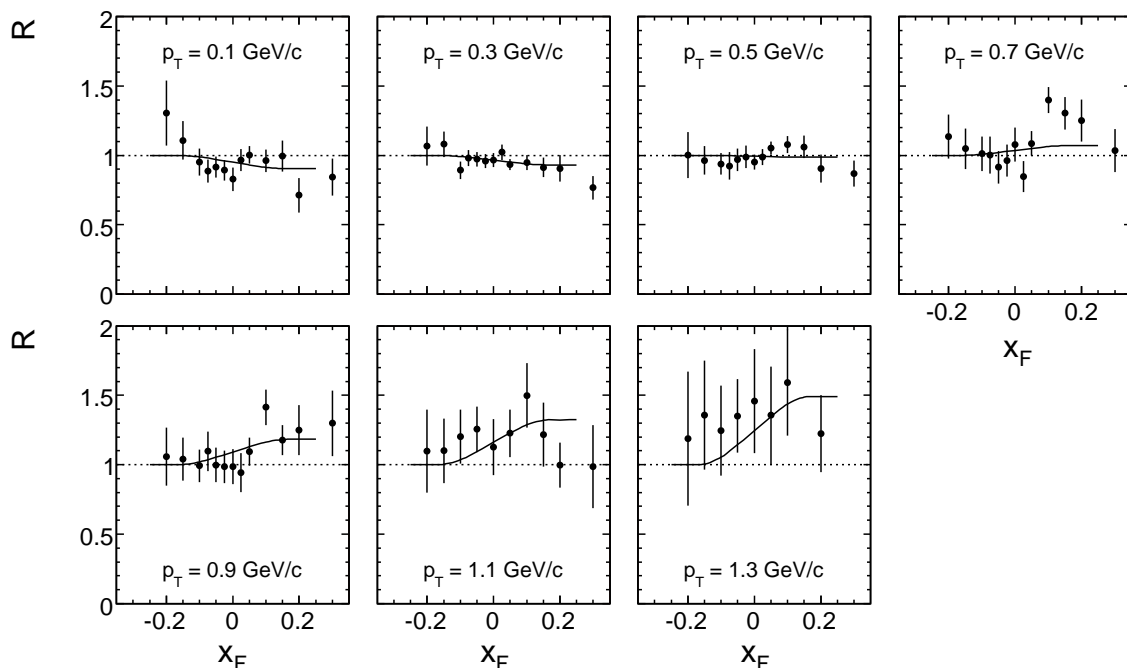 R
2
1.5
1
0.5
0
p_T = 0.1 GeV/c
p_T = 0.3 GeV/c
p_T = 0.5 GeV/c
p_T = 0.7 GeV/c
-0.2 0 0.2
x_F
R
2
1.5
1
0.5
0
p_T = 0.9 GeV/c
p_T = 1.1 GeV/c
p_T = 1.3 GeV/c
-0.2 0 0.2
-0.2 0 0.2
-0.2 0 0.2
x_F
x_F
x_F